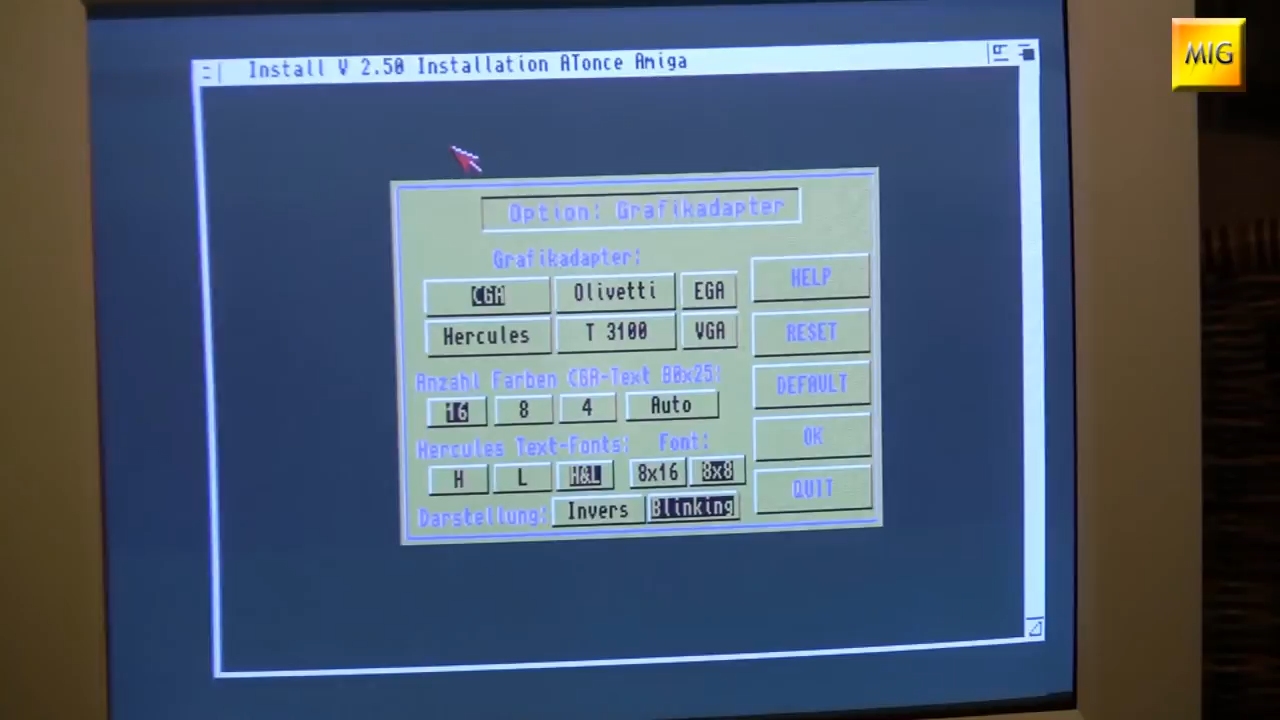 MIG
Install V 2.50 Installation ATonce Amiga
Option: Grafikadapter
Grafikadapter:
CGA Olivetti EGA HELP
Hercules T 3100 VGA RESET
Anzahl Farben CGA-Text 80x25:
16 8 4 Auto DEFAULT
Hercules Text-Fonts: Font: OK
H L H&L 8x16 8x8
Darstellung: Invers Blinking QUIT